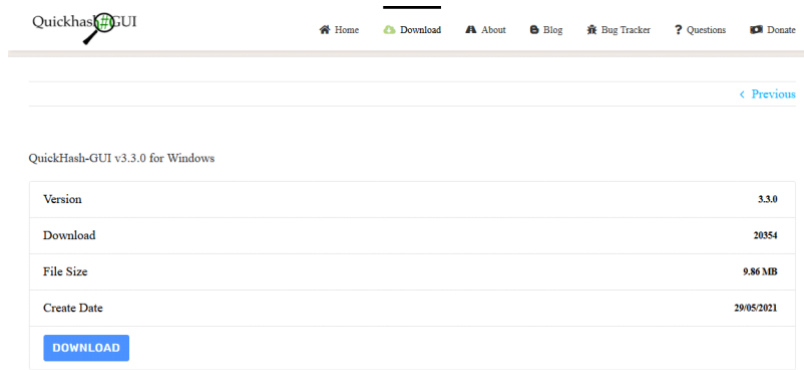 Quickhash#GUI
Home Download About Blog Bug Tracker Questions Donate
< Previous
QuickHash-GUI v3.3.0 for Windows
Version 3.3.0
Download 20354
File Size 9.86 MB
Create Date 29/05/2021
DOWNLOAD